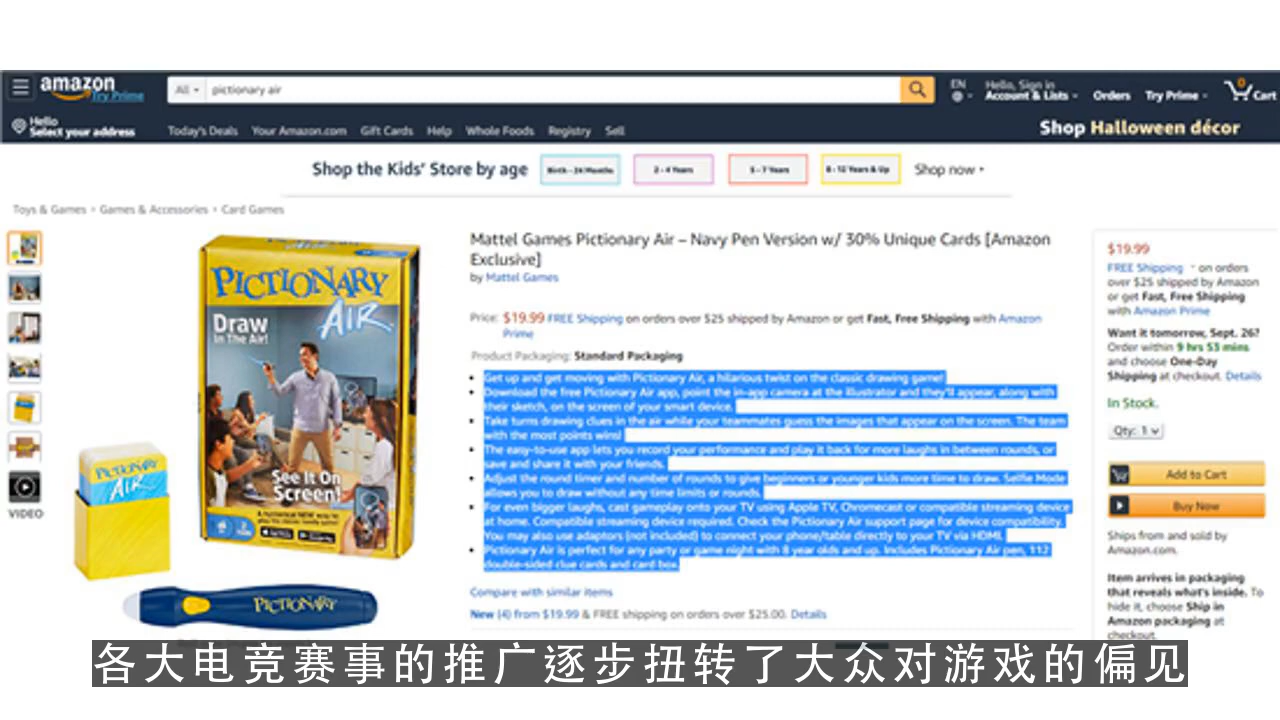 amazon
Try Prime
All
pictionary air
EN
Hello, Sign in
Account & Lists
Orders
Try Prime
0
Cart
Hello
Select your address
Today's Deals
Your Amazon.com
Gift Cards
Help
Whole Foods
Registry
Sell
Shop Halloween décor
Shop the Kids' Store by age
Birth - 24 Months
2 - 4 Years
5 - 7 Years
8 - 12 Years & Up
Shop now
Toys & Games › Games & Accessories › Card Games
VIDEO
PICTIONARY
AIR
Draw
In The Air!
See It On
Screen!
PICTIONARY
AIR
PICTIONARY
Mattel Games Pictionary Air – Navy Pen Version w/ 30% Unique Cards [Amazon
Exclusive]
by Mattel Games
Price: $19.99 FREE Shipping on orders over $25 shipped by Amazon or get Fast, Free Shipping with Amazon
Prime
Product Packaging: Standard Packaging
• Get up and get moving with Pictionary Air, a hilarious twist on the classic drawing game!
• Download the free Pictionary Air app, point the in-app camera at the illustrator and they'll appear, along with
their sketch, on the screen of your smart device.
• Take turns drawing clues in the air while your teammates guess the images that appear on the screen. The team
with the most points wins!
• The easy-to-use app lets you record your performance and play it back for more laughs in between rounds, or
save and share it with your friends.
• Adjust the round timer and number of rounds to give beginners or younger kids more time to draw. Selfie Mode
allows you to draw without any time limits or rounds.
• For even bigger laughs, cast gameplay onto your TV using Apple TV, Chromecast or compatible streaming device
at home. Compatible streaming device required. Check the Pictionary Air support page for device compatibility.
You may also use adaptors (not included) to connect your phone/table directly to your TV via HDMI.
• Pictionary Air is perfect for any party or game night with 8 year olds and up. Includes Pictionary Air pen, 112
double-sided clue cards and card box.
Compare with similar items
New (4) from $19.99 & FREE shipping on orders over $25.00. Details
$19.99
FREE Shipping on orders
over $25 shipped by Amazon
or get Fast, Free Shipping
with Amazon Prime
Want it tomorrow, Sept. 26?
Order within 9 hrs 53 mins
and choose One-Day
Shipping at checkout. Details
In Stock.
Qty: 1
Add to Cart
Buy Now
Ships from and sold by
Amazon.com.
Item arrives in packaging
that reveals what's inside. To
hide it, choose Ship in
Amazon packaging at
checkout.
各大电竞赛事的推广逐步扭转了大众对游戏的偏见